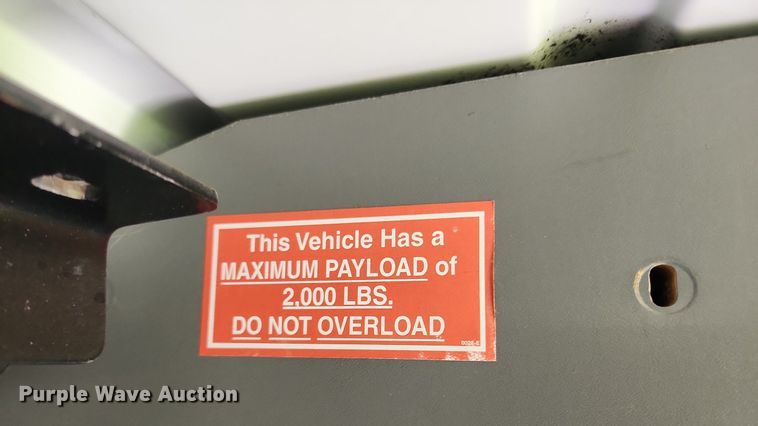 This Vehicle Has a
MAXIMUM PAYLOAD of
2,000 LBS.
DO NOT OVERLOAD
Purple Wave Auction